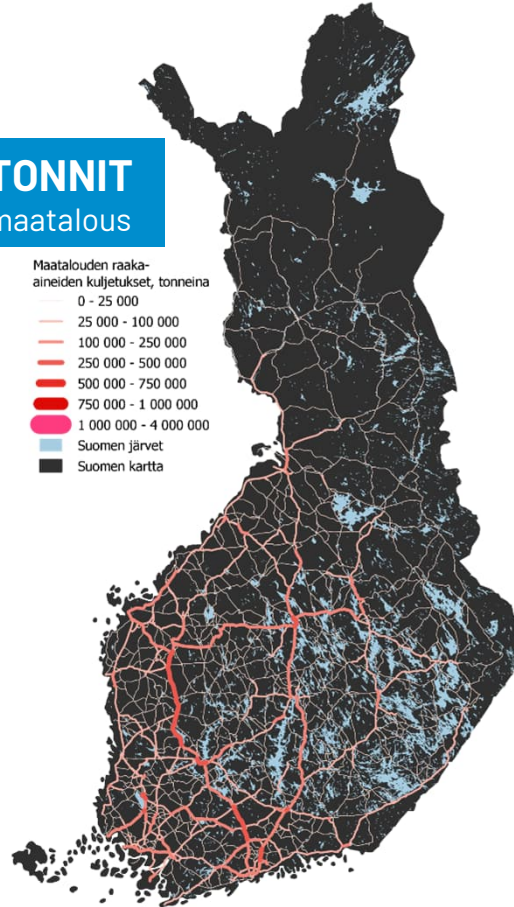 TONNIT
maatalous
Maatalouden raaka-
aineiden kuljetukset, tonneina
0 - 25 000
25 000 - 100 000
100 000 - 250 000
250 000 - 500 000
500 000 - 750 000
750 000 - 1 000 000
1 000 000 - 4 000 000
Suomen järvet
Suomen kartta